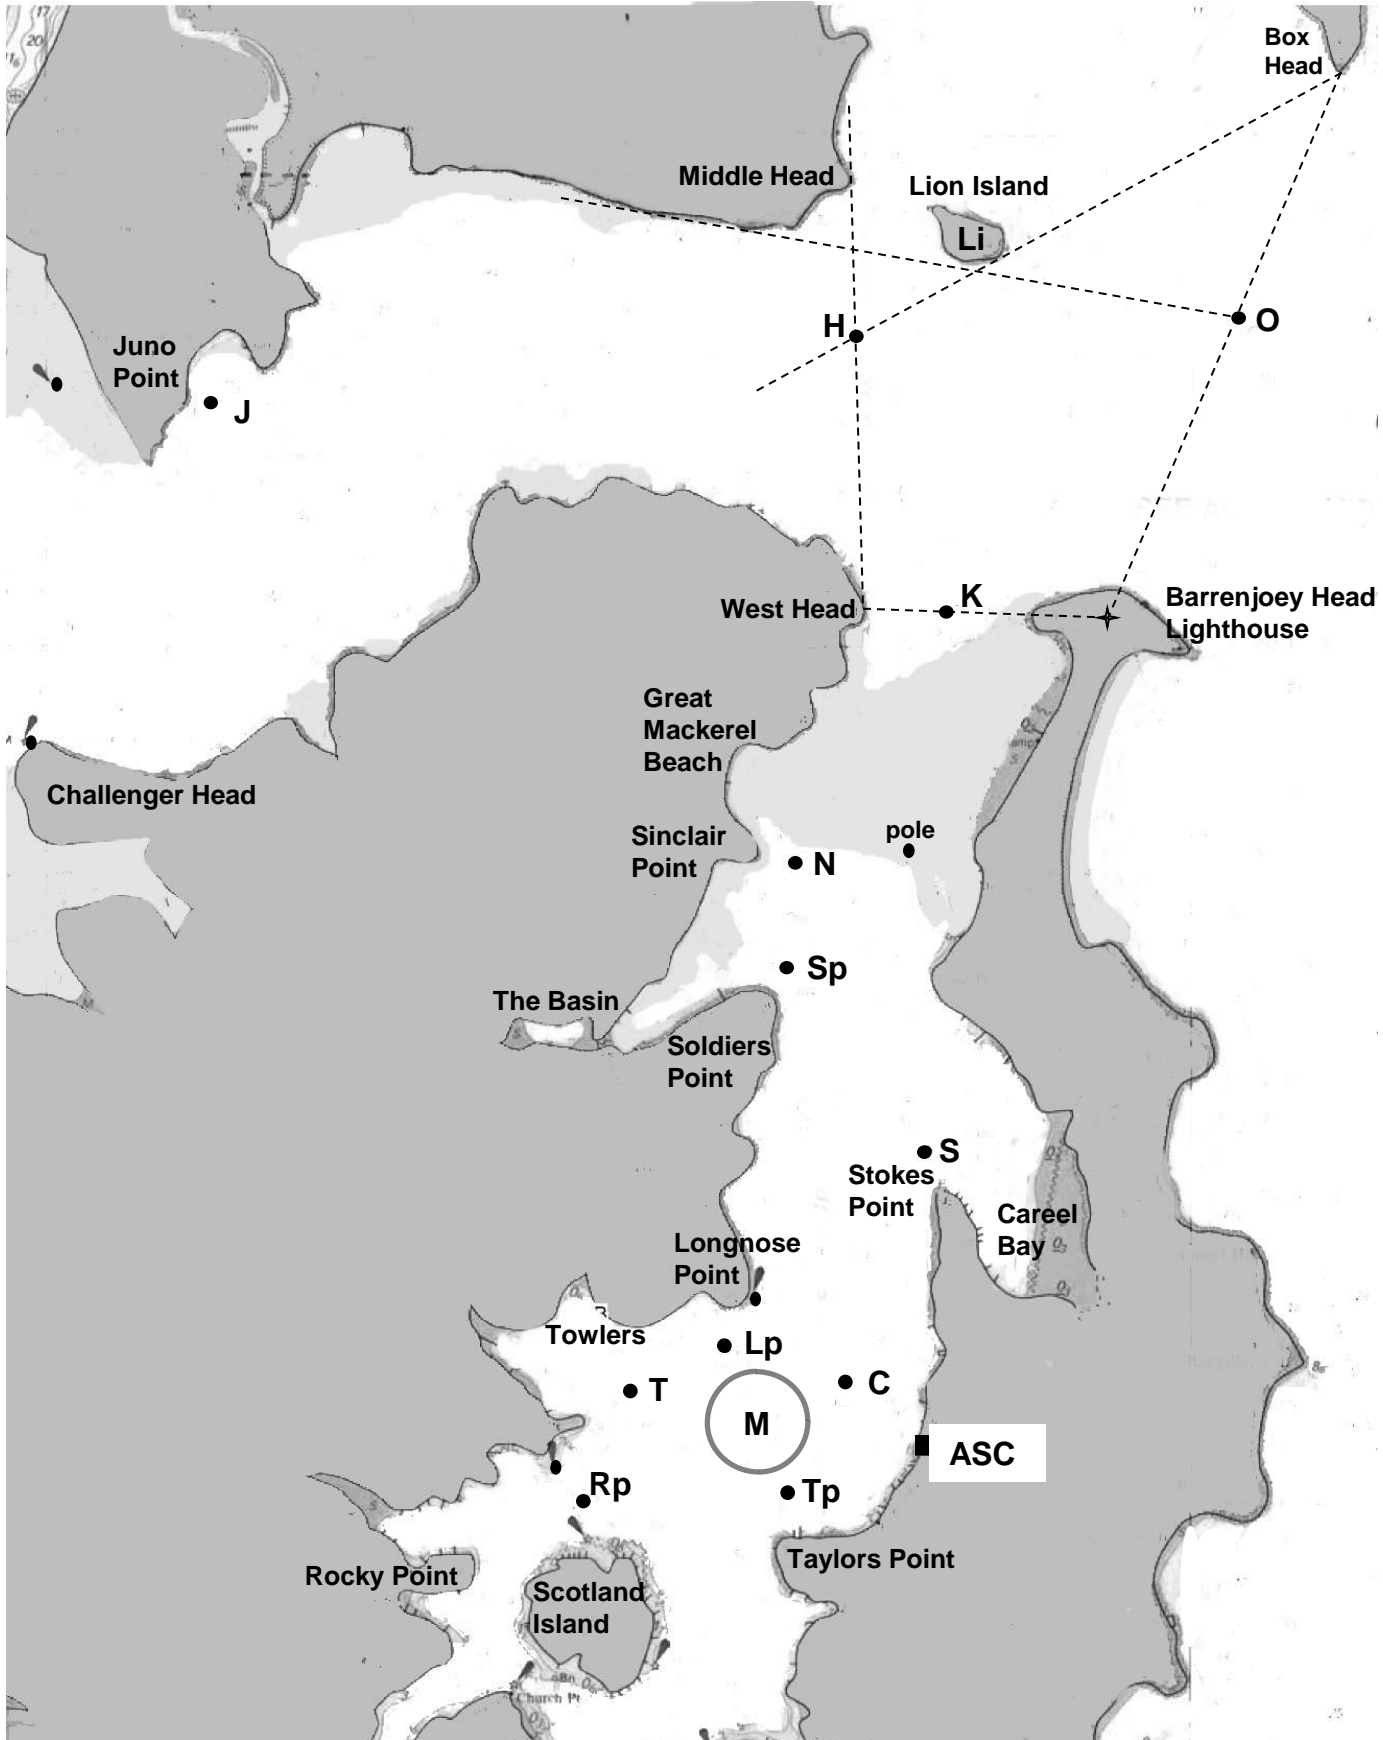 17
20
Box
Head
Middle Head
Lion Island
Li
H
O
Juno
Point
J
K
West Head
Barrenjoey Head
Lighthouse
Great
Mackerel
Beach
Challenger Head
Sinclair
Point
pole
N
Sp
The Basin
Soldiers
Point
S
Stokes
Point
Careel
Bay
Longnose
Point
Towlers
Lp
T
C
M
ASC
Rp
Tp
Rocky Point
Taylors Point
Scotland
Island
Church Pt